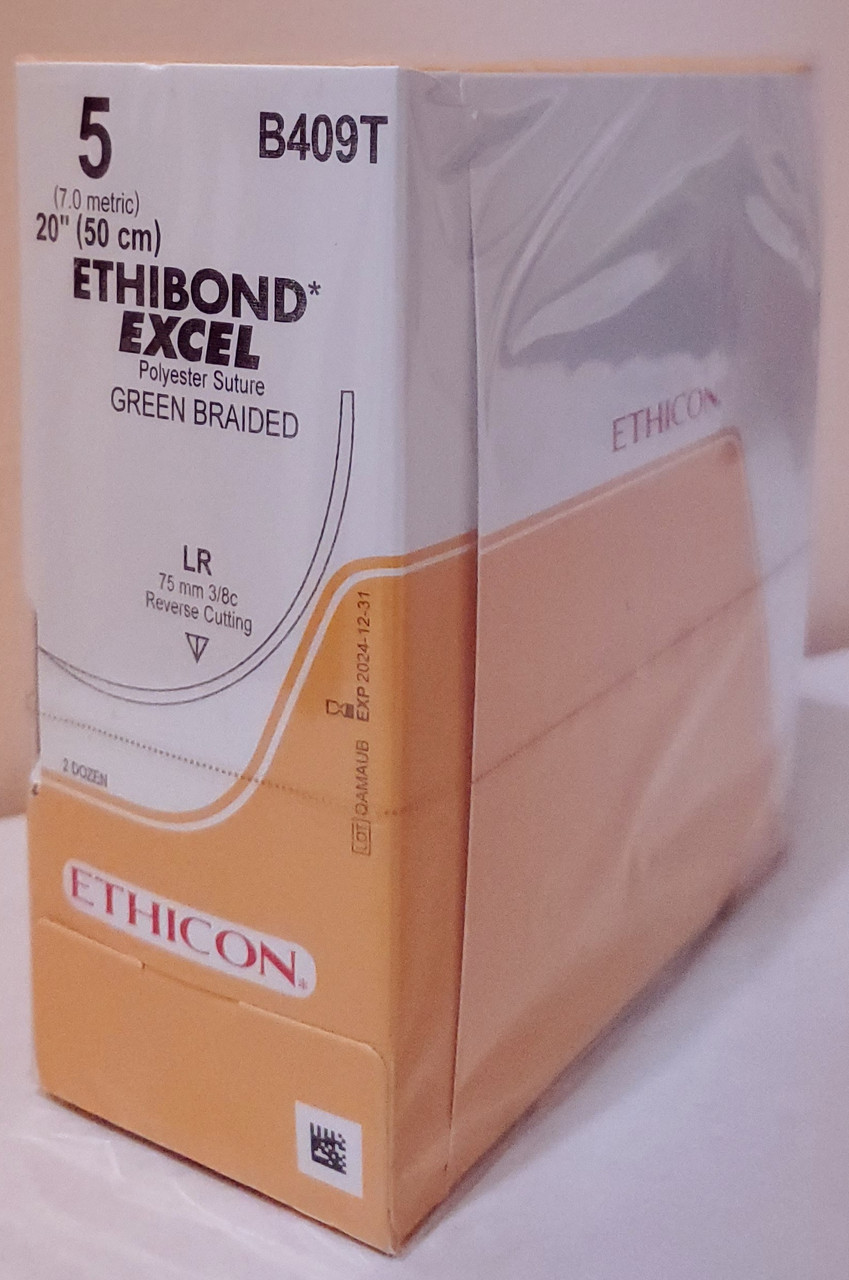 5
B409T
(7.0 metric)
20" (50 cm)
ETHIBOND*
EXCEL
Polyester Suture
GREEN BRAIDED
LR
75 mm 3/8c
Reverse Cutting
EXP 2024-12-31
LOT QAMAUB
2 DOZEN
ETHICON*
ETHICON